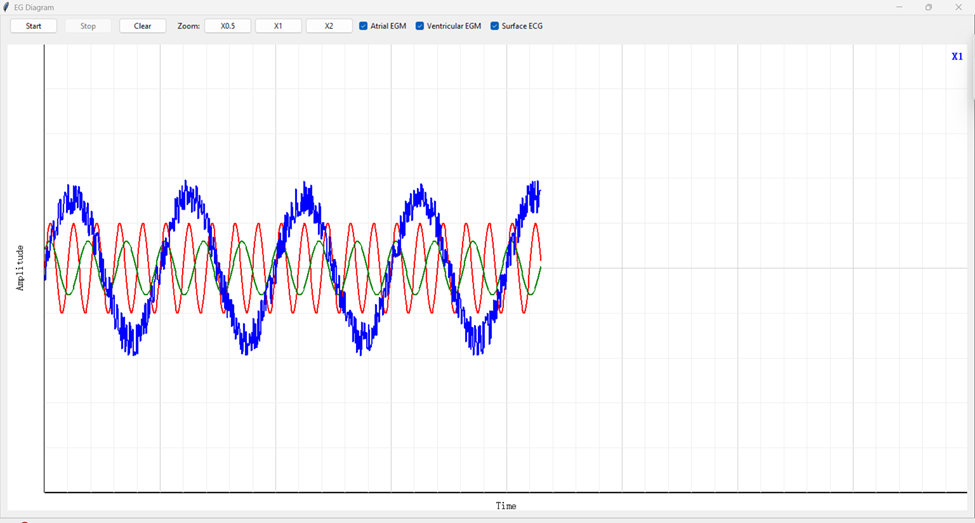 EG Diagram
Start Stop Clear Zoom: X0.5 X1 X2 Atrial EGM Ventricular EGM Surface ECG
X1
Amplitude
Time